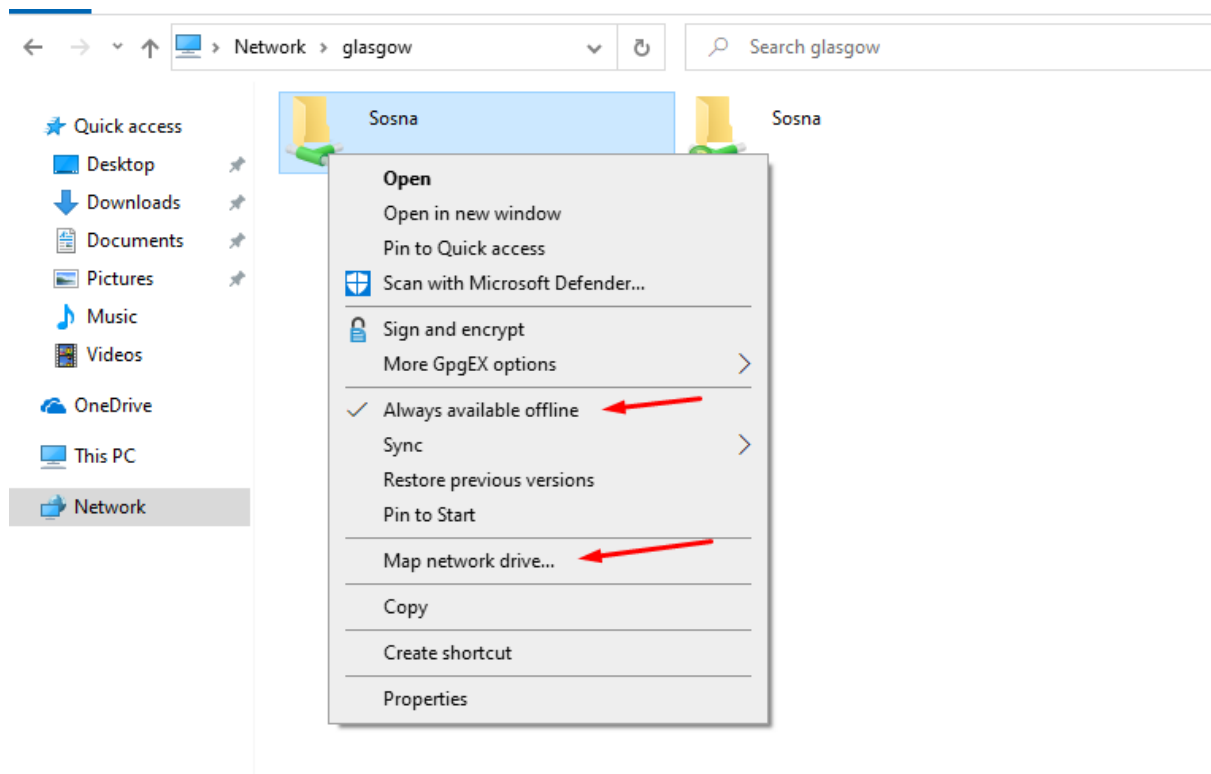 Network > glasgow
Search glasgow
Quick access
Desktop
Downloads
Documents
Pictures
Music
Videos
OneDrive
This PC
Network
Sosna
Sosna
Open
Open in new window
Pin to Quick access
Scan with Microsoft Defender...
Sign and encrypt
More GpgEX options
Always available offline
Sync
Restore previous versions
Pin to Start
Map network drive...
Copy
Create shortcut
Properties